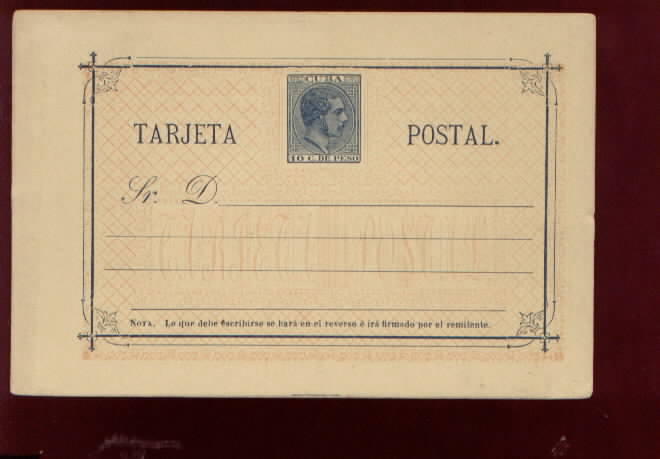 CUBA
10 C. DE PESO
TARJETA POSTAL.
Sr. D.
NOTA. Lo que debe escribirse se hará en el reverso é irá firmado por el remitente.